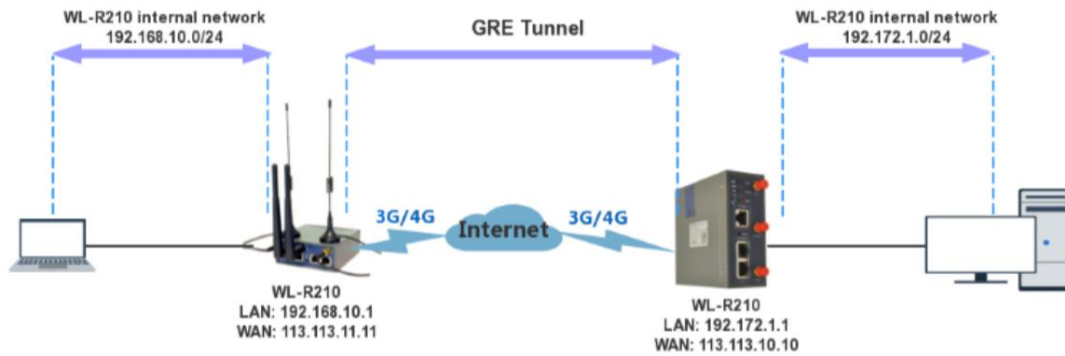 WL-R210 internal network
192.168.10.0/24
GRE Tunnel
WL-R210 internal network
192.172.1.0/24
3G/4G
Internet
3G/4G
WL-R210
LAN: 192.168.10.1
WAN: 113.113.11.11
WL-R210
LAN: 192.172.1.1
WAN: 113.113.10.10